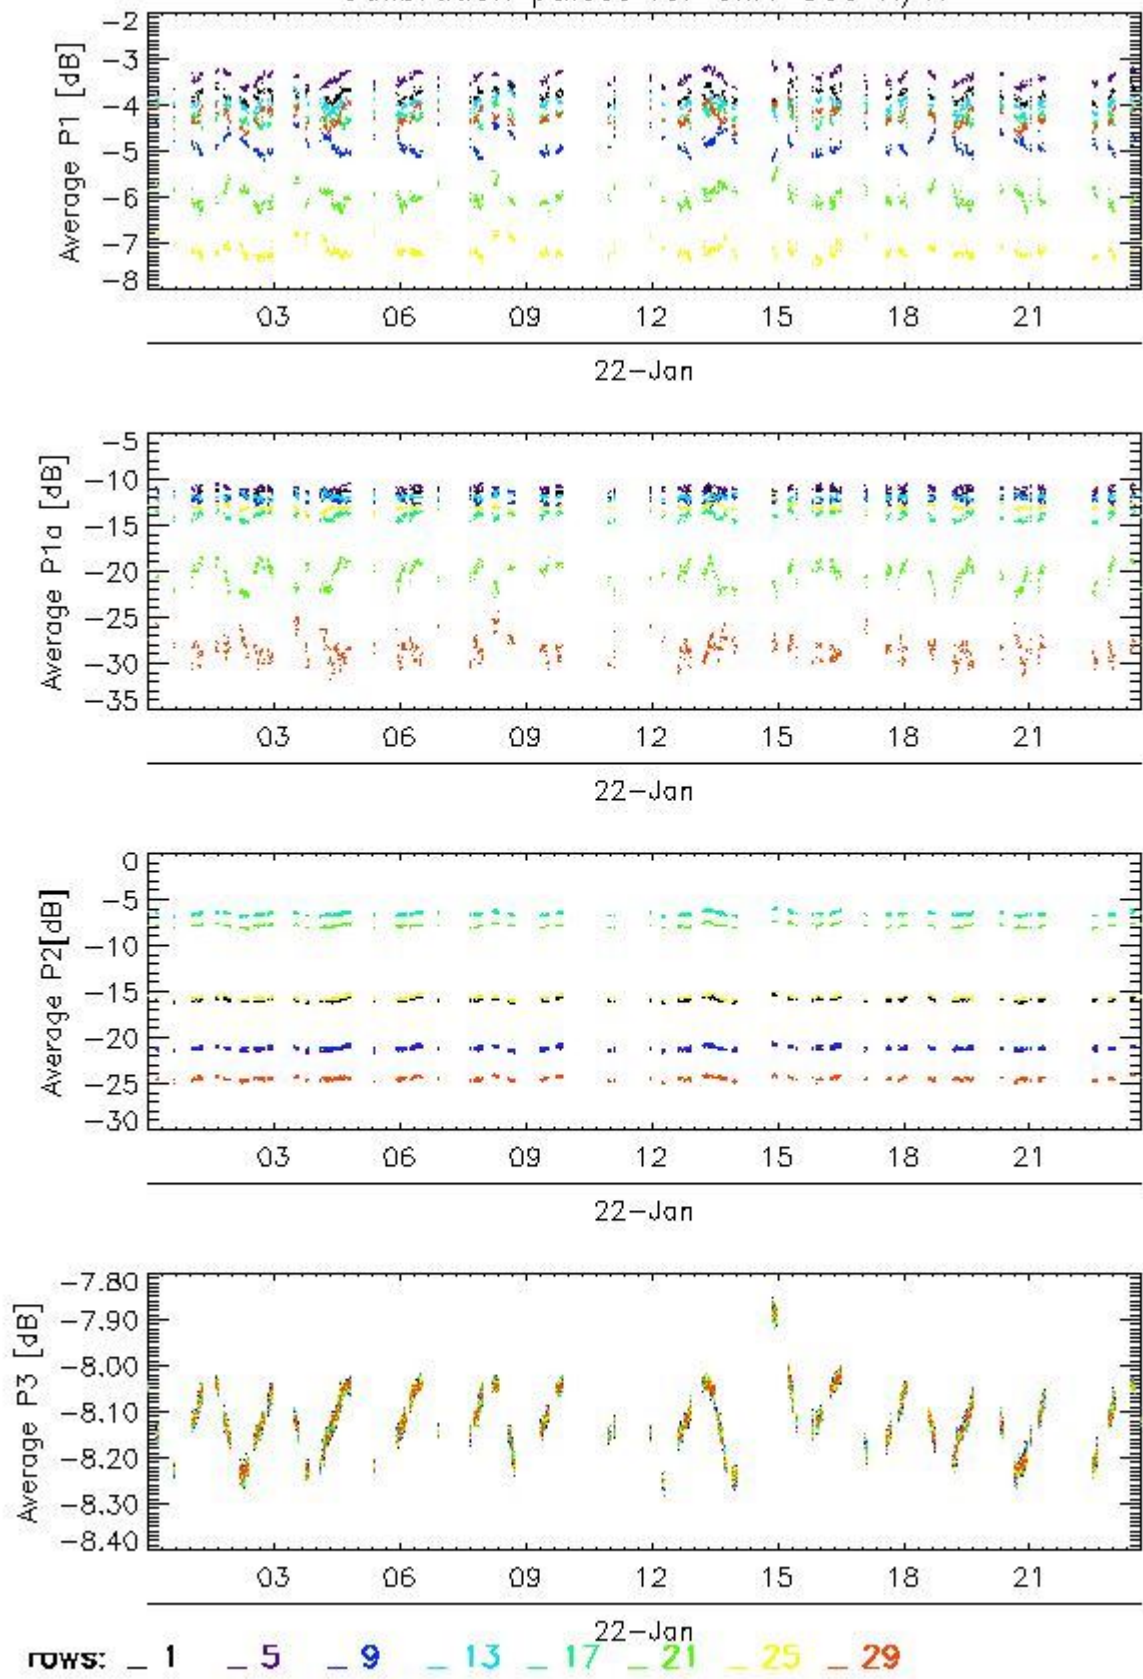 -2
-3
-4
-5
-6
-7
-8
Average P1 [dB]
03 06 09 12 15 18 21
22-Jan
-5
-10
-15
-20
-25
-30
-35
Average P1a [dB]
03 06 09 12 15 18 21
22-Jan
0
-5
-10
-15
-20
-25
-30
Average P2[dB]
03 06 09 12 15 18 21
22-Jan
-7.80
-7.90
-8.00
-8.10
-8.20
-8.30
-8.40
Average P3 [dB]
03 06 09 12 15 18 21
22-Jan
rows: _ 1 _ 5 _ 9 _ 13 _ 17 _ 21 _ 25 _ 29